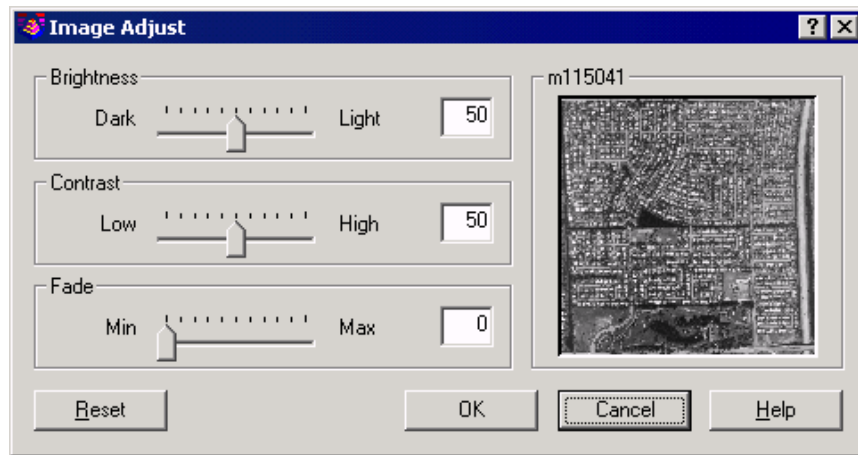 Image Adjust
Brightness
Dark Light 50
Contrast
Low High 50
Fade
Min Max 0
m115041
Reset OK Cancel Help